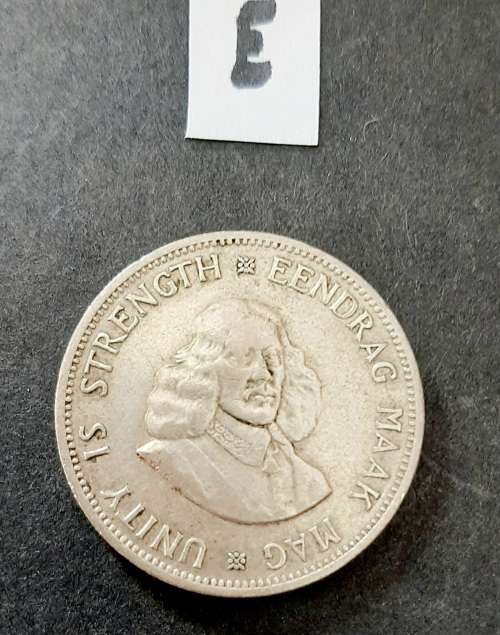 E
UNITY IS STRENGTH
EENDRAG MAAK MAG